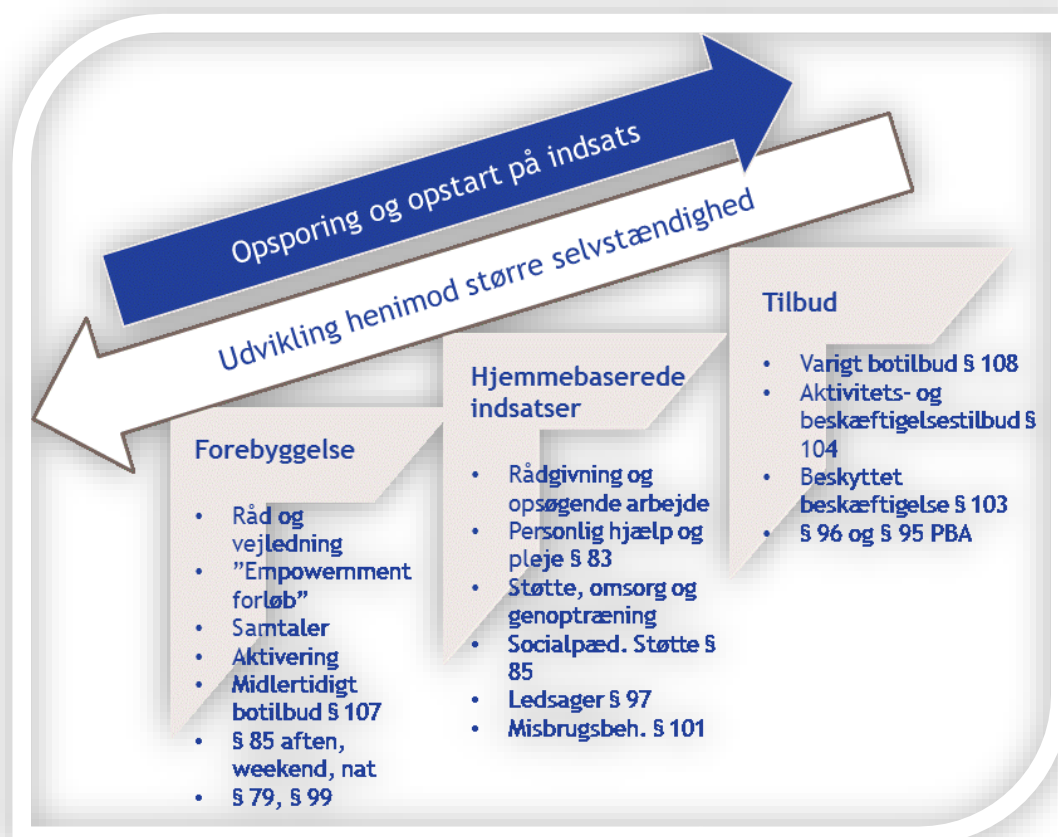 Opsporing og opstart på indsats
Udvikling henimod større selvstændighed
Forebyggelse
• Råd og
vejledning
• ”Empowernment
forløb”
• Samtaler
• Aktivering
• Midlertidigt
botilbud § 107
• § 85 aften,
weekend, nat
• § 79, § 99
Hjemmebaserede
indsatser
• Rådgivning og
opsøgende arbejde
• Personlig hjælp og
pleje § 83
• Støtte, omsorg og
genoptræning
• Socialpæd. Støtte §
85
• Ledsager § 97
• Misbrugsbeh. § 101
Tilbud
• Varigt botilbud § 108
• Aktivitets- og
beskæftigelsestilbud §
104
• Beskyttet
beskæftigelse § 103
• § 96 og § 95 PBA